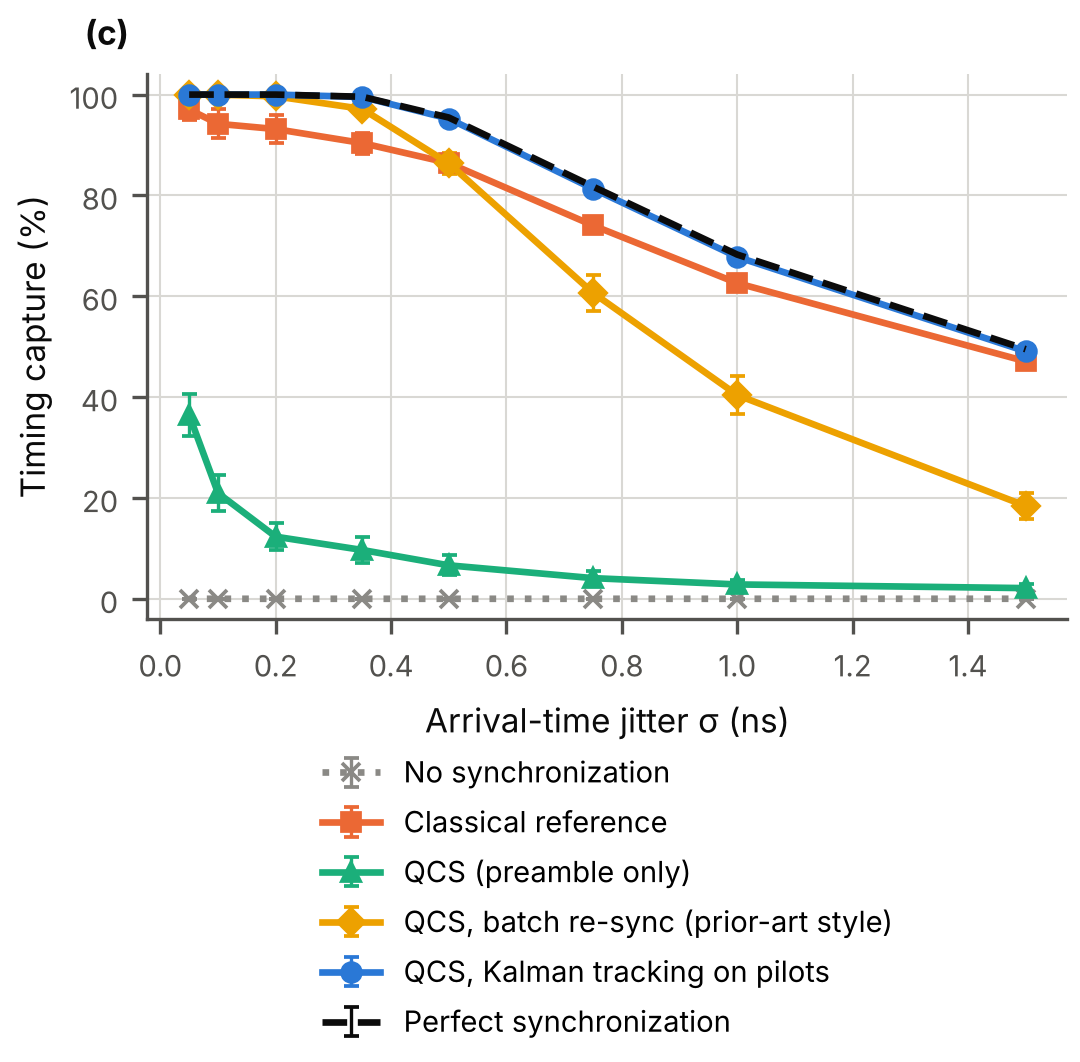 (c)
Timing capture (%)
100
80
60
40
20
0
0.0 0.2 0.4 0.6 0.8 1.0 1.2 1.4
Arrival-time jitter σ (ns)
No synchronization
Classical reference
QCS (preamble only)
QCS, batch re-sync (prior-art style)
QCS, Kalman tracking on pilots
Perfect synchronization